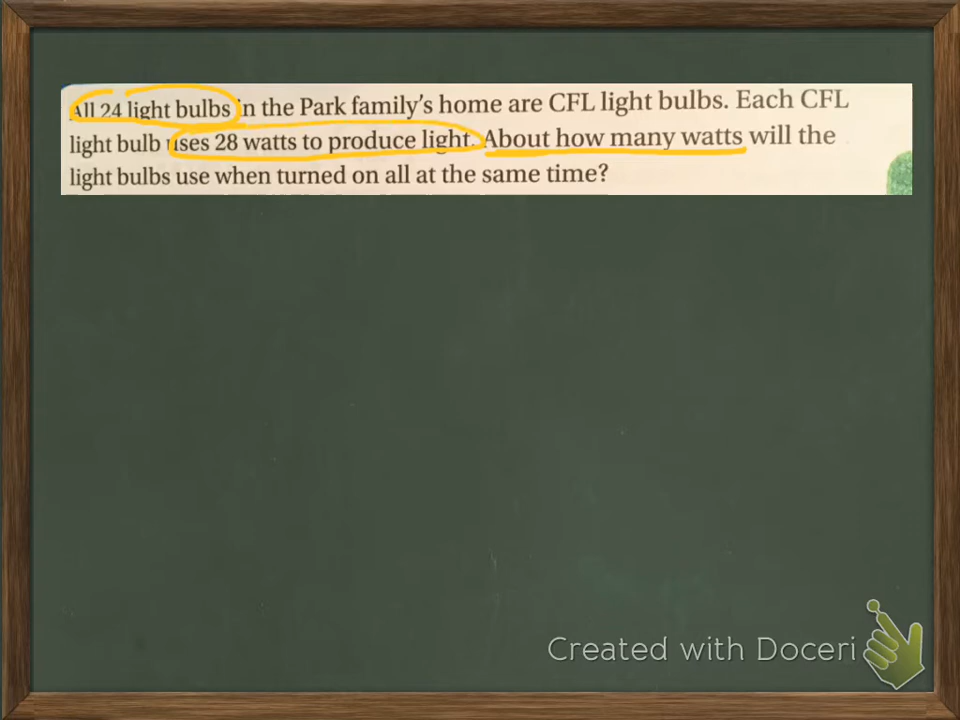 All 24 light bulbs in the Park family's home are CFL light bulbs. Each CFL
light bulb uses 28 watts to produce light. About how many watts will the
light bulbs use when turned on all at the same time?
Created with Doceri